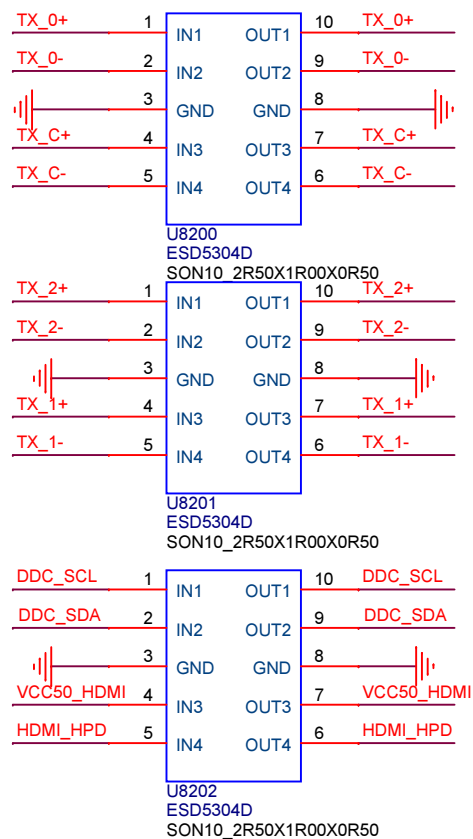 TX_0+ 1 IN1 OUT1 10 TX_0+
TX_0- 2 IN2 OUT2 9 TX_0-
3 GND GND 8
TX_C+ 4 IN3 OUT3 7 TX_C+
TX_C- 5 IN4 OUT4 6 TX_C-
U8200
ESD5304D
SON10_2R50X1R00X0R50
TX_2+ 1 IN1 OUT1 10 TX_2+
TX_2- 2 IN2 OUT2 9 TX_2-
3 GND GND 8
TX_1+ 4 IN3 OUT3 7 TX_1+
TX_1- 5 IN4 OUT4 6 TX_1-
U8201
ESD5304D
SON10_2R50X1R00X0R50
DDC_SCL 1 IN1 OUT1 10 DDC_SCL
DDC_SDA 2 IN2 OUT2 9 DDC_SDA
3 GND GND 8
VCC50_HDMI 4 IN3 OUT3 7 VCC50_HDMI
HDMI_HPD 5 IN4 OUT4 6 HDMI_HPD
U8202
ESD5304D
SON10_2R50X1R00X0R50